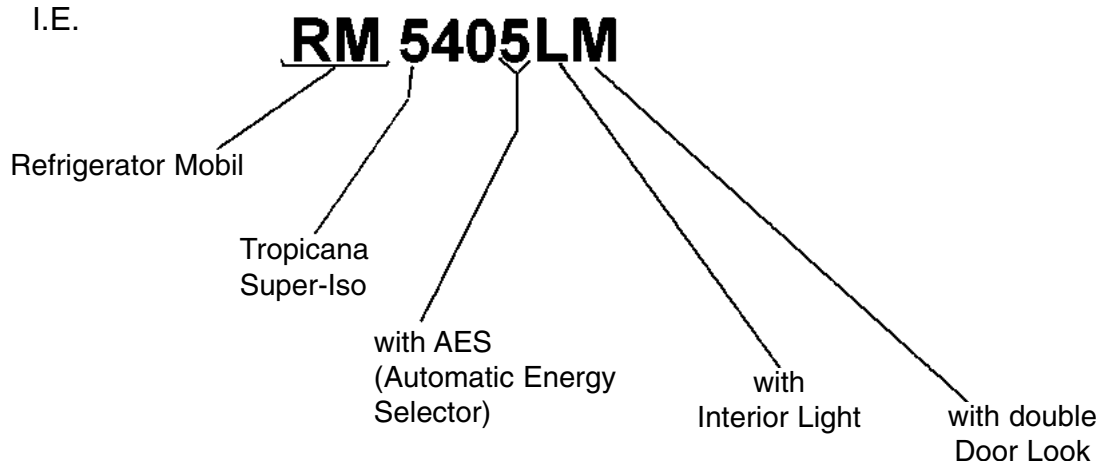 I.E.
RM 5405LM
Refrigerator Mobil
Tropicana
Super-Iso
with AES
(Automatic Energy
Selector)
with
Interior Light
with double
Door Look